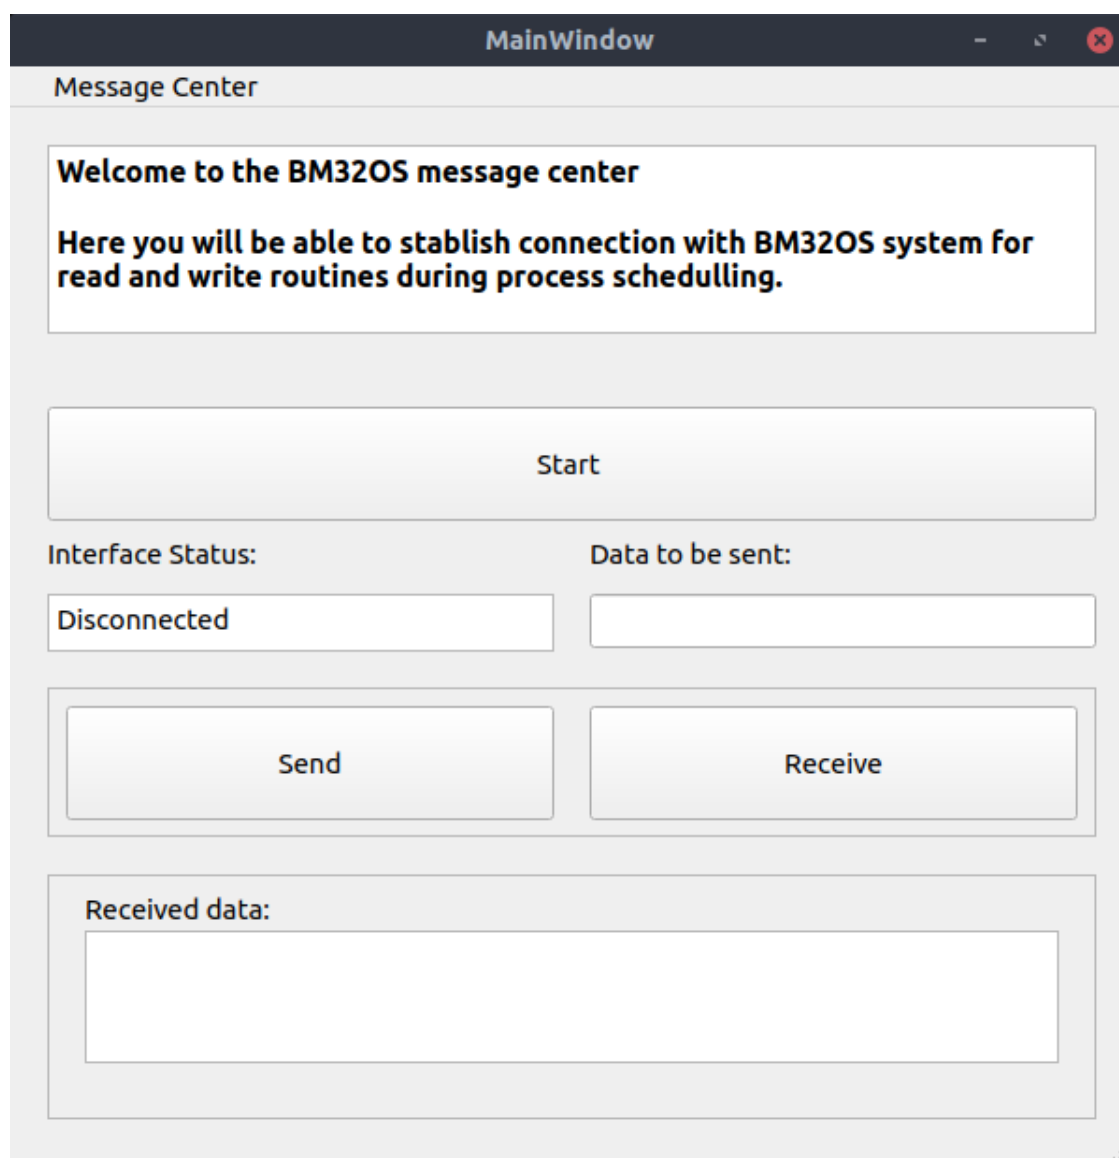 MainWindow
Message Center
Welcome to the BM32OS message center
Here you will be able to stablish connection with BM32OS system for
read and write routines during process schedulling.
Start
Interface Status:
Data to be sent:
Disconnected
Send
Receive
Received data: